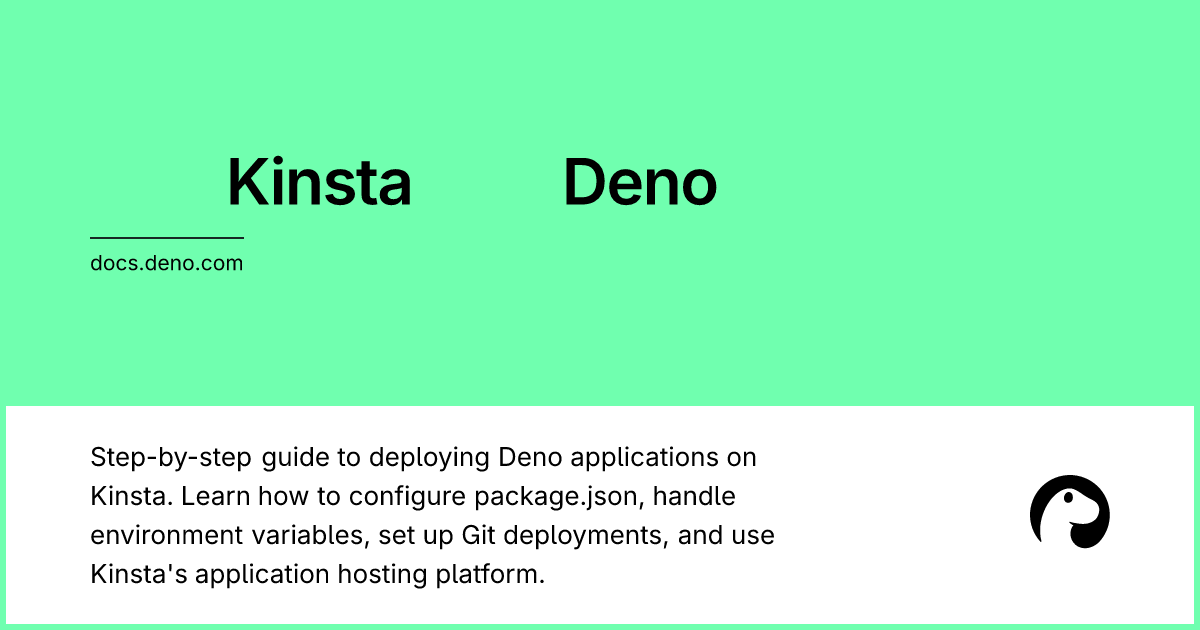 Kinsta Deno
docs.deno.com
Step-by-step guide to deploying Deno applications on
Kinsta. Learn how to configure package.json, handle
environment variables, set up Git deployments, and use
Kinsta's application hosting platform.